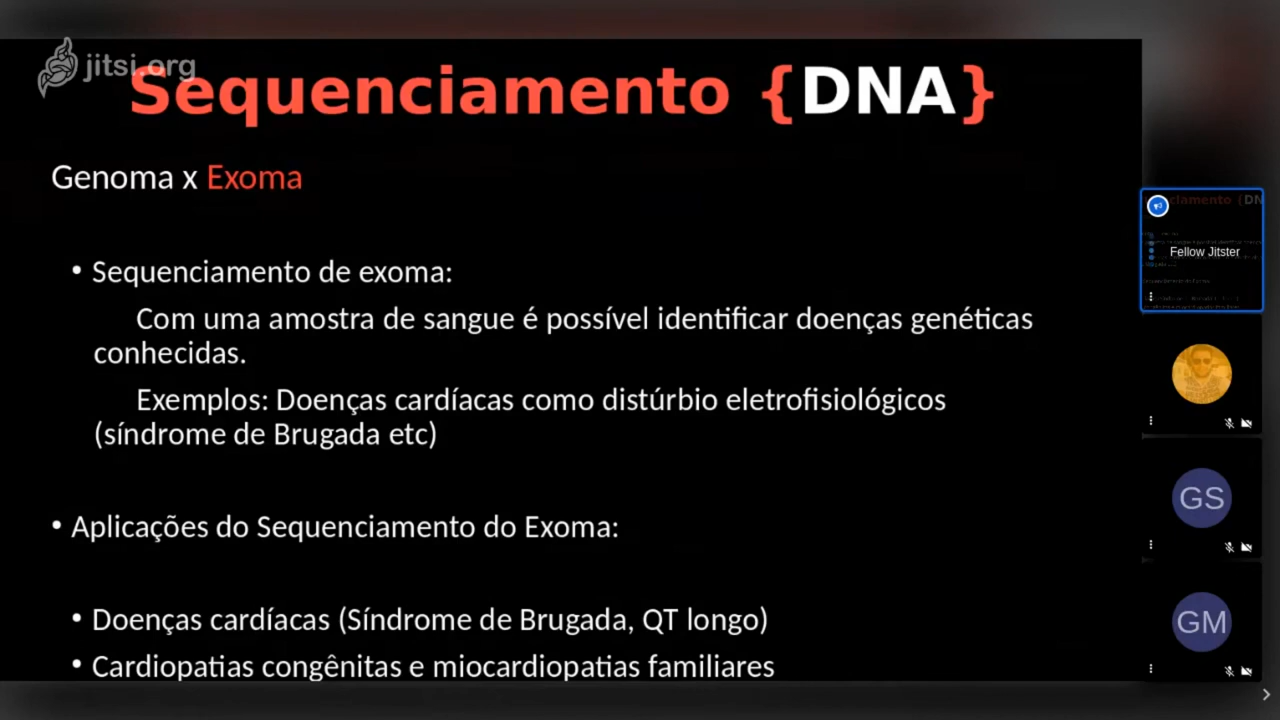 jitsi.org
Sequenciamento {DNA}
Genoma x Exoma
• Sequenciamento de exoma:
Com uma amostra de sangue é possível identificar doenças genéticas
conhecidas.
Exemplos: Doenças cardíacas como distúrbio eletrofisiológicos
(síndrome de Brugada etc)
• Aplicações do Sequenciamento do Exoma:
• Doenças cardíacas (Síndrome de Brugada, QT longo)
• Cardiopatias congênitas e miocardiopatias familiares
Fellow Jitster
GS
GM